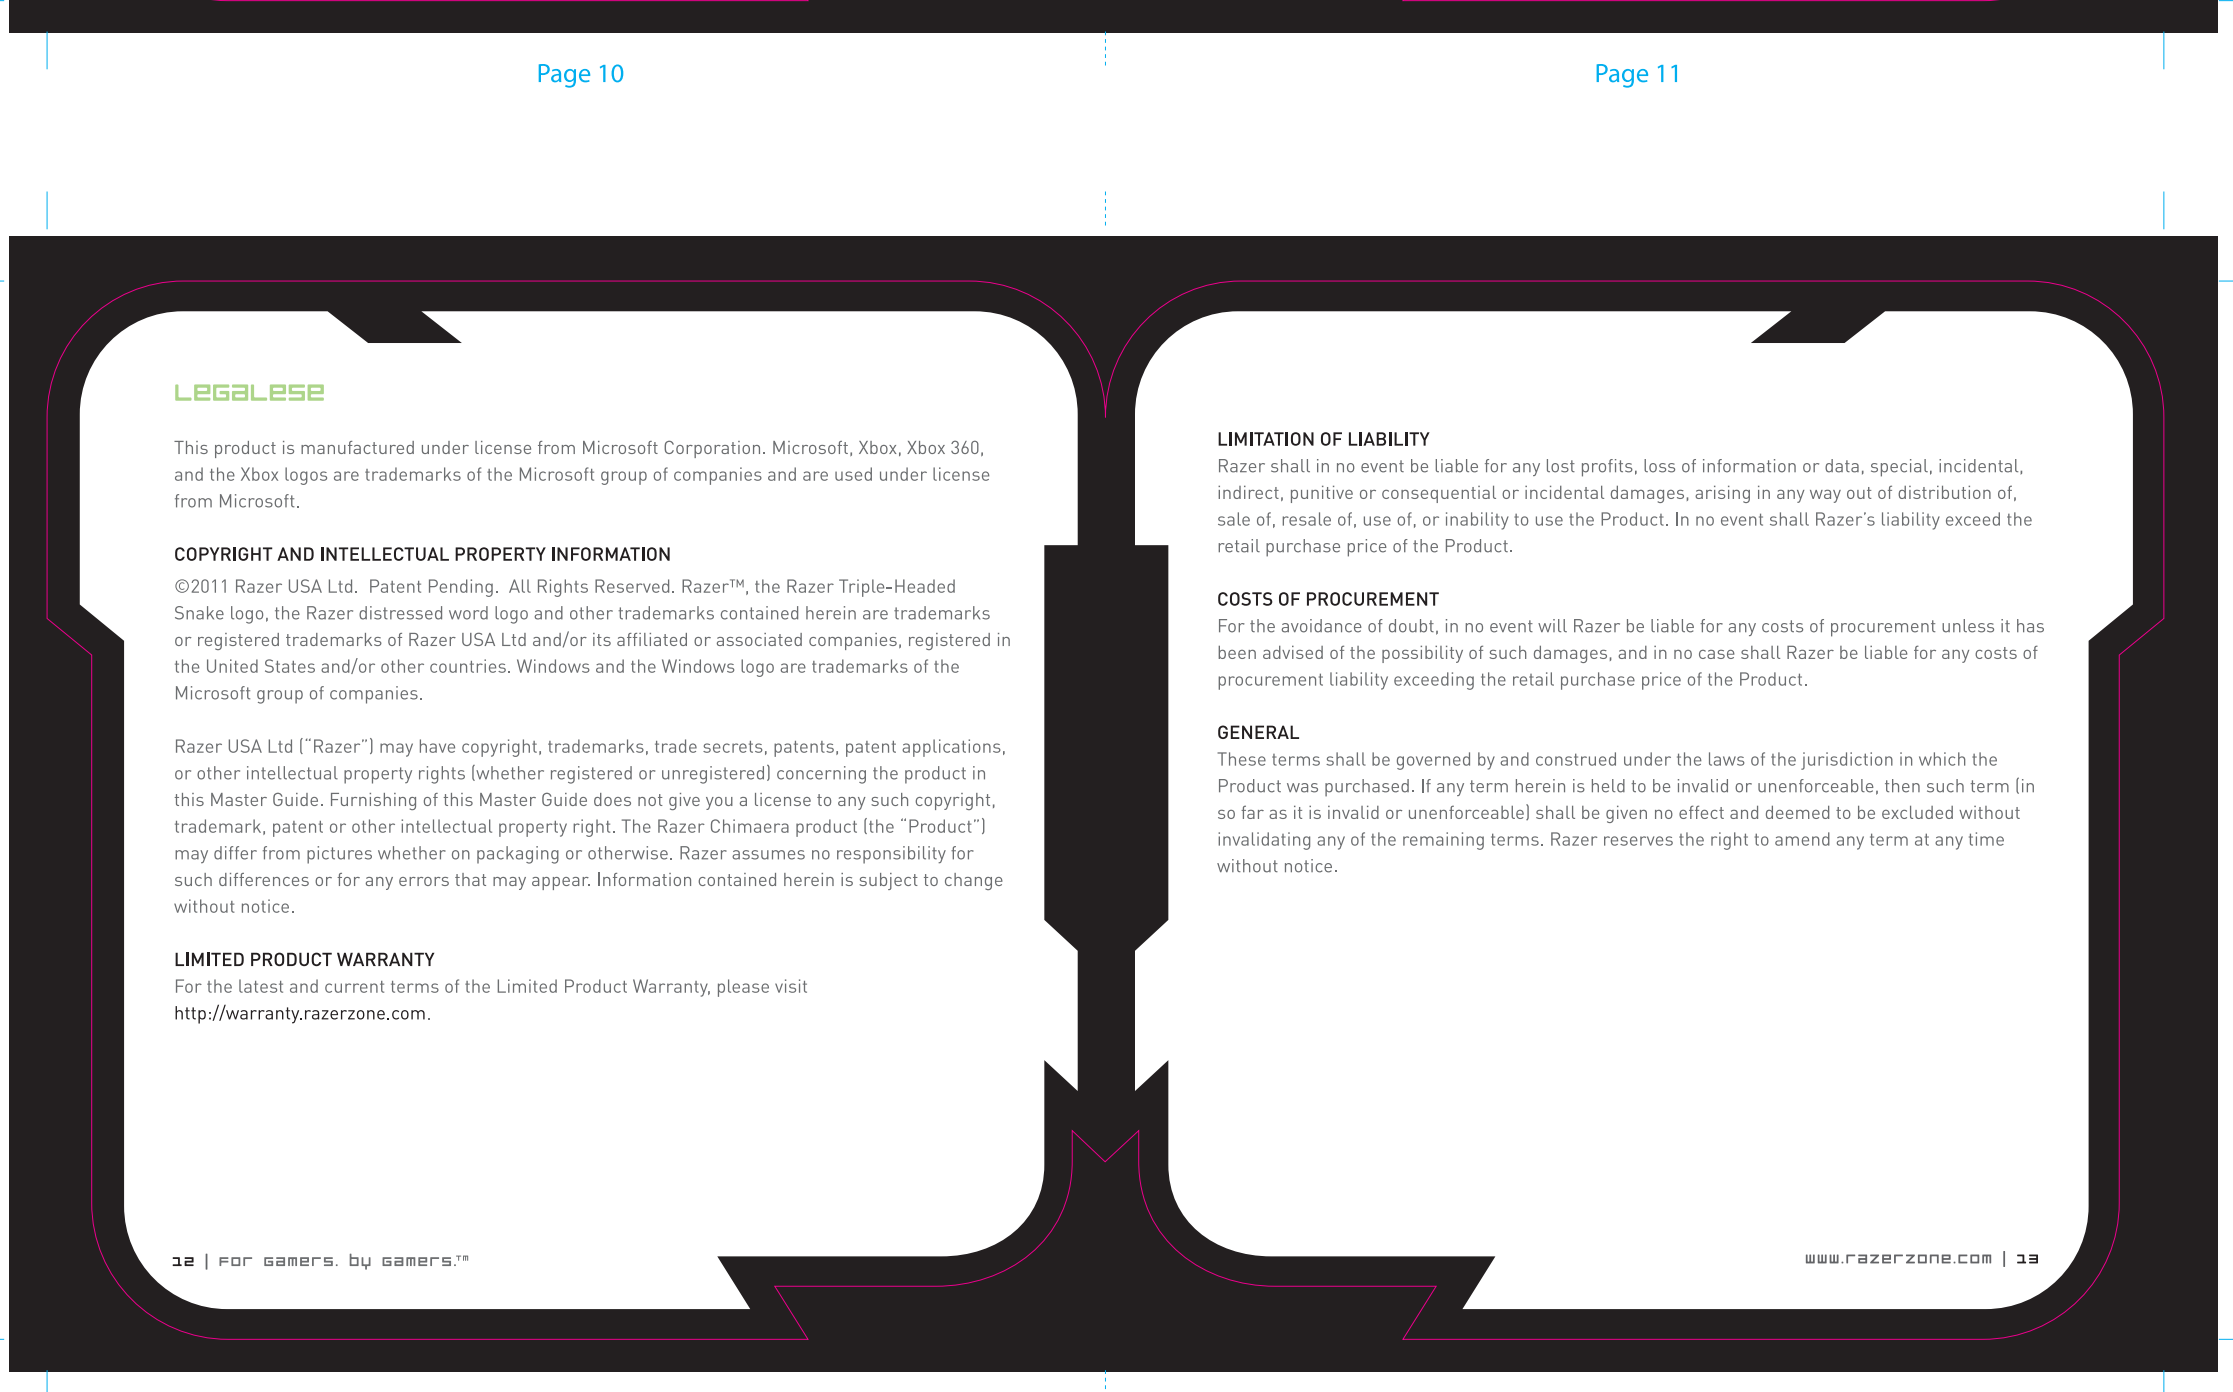 Page 10
Page 11
LEGALESE
This product is manufactured under license from Microsoft Corporation. Microsoft, Xbox, Xbox 360,
and the Xbox logos are trademarks of the Microsoft group of companies and are used under license
from Microsoft.
COPYRIGHT AND INTELLECTUAL PROPERTY INFORMATION
©2011 Razer USA Ltd.  Patent Pending.  All Rights Reserved. Razer™, the Razer Triple-Headed
Snake logo, the Razer distressed word logo and other trademarks contained herein are trademarks
or registered trademarks of Razer USA Ltd and/or its affiliated or associated companies, registered in
the United States and/or other countries. Windows and the Windows logo are trademarks of the
Microsoft group of companies.
Razer USA Ltd (“Razer”) may have copyright, trademarks, trade secrets, patents, patent applications,
or other intellectual property rights (whether registered or unregistered) concerning the product in
this Master Guide. Furnishing of this Master Guide does not give you a license to any such copyright,
trademark, patent or other intellectual property right. The Razer Chimaera product (the “Product”)
may differ from pictures whether on packaging or otherwise. Razer assumes no responsibility for
such differences or for any errors that may appear. Information contained herein is subject to change
without notice.
LIMITED PRODUCT WARRANTY
For the latest and current terms of the Limited Product Warranty, please visit
http://warranty.razerzone.com.
12 | For Gamers. By Gamers.™
LIMITATION OF LIABILITY
Razer shall in no event be liable for any lost profits, loss of information or data, special, incidental,
indirect, punitive or consequential or incidental damages, arising in any way out of distribution of,
sale of, resale of, use of, or inability to use the Product. In no event shall Razer’s liability exceed the
retail purchase price of the Product.
COSTS OF PROCUREMENT
For the avoidance of doubt, in no event will Razer be liable for any costs of procurement unless it has
been advised of the possibility of such damages, and in no case shall Razer be liable for any costs of
procurement liability exceeding the retail purchase price of the Product.
GENERAL
These terms shall be governed by and construed under the laws of the jurisdiction in which the
Product was purchased. If any term herein is held to be invalid or unenforceable, then such term (in
so far as it is invalid or unenforceable) shall be given no effect and deemed to be excluded without
invalidating any of the remaining terms. Razer reserves the right to amend any term at any time
without notice.
www.razerzone.com | 13